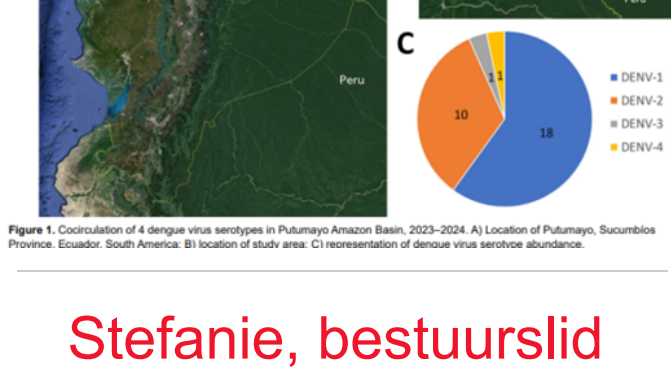 Peru
Peru
C
18
10
1
1
DENV-1
DENV-2
DENV-3
DENV-4
Figure 1. Cocirculation of 4 dengue virus serotypes in Putumayo Amazon Basin, 2023–2024. A) Location of Putumayo, Sucumbíos
Province, Ecuador, South America; B) location of study area; C) representation of dengue virus serotype abundance.
Stefanie, bestuurslid